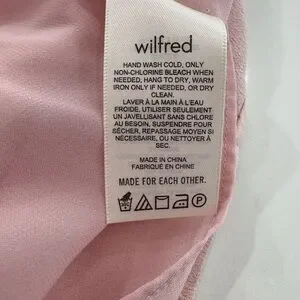 wilfred
HAND WASH COLD, ONLY
NON-CHLORINE BLEACH WHEN
NEEDED, HANG TO DRY, WARM
IRON ONLY IF NEEDED, OR DRY
CLEAN.
LAVER À LA MAIN À L'EAU
FROIDE, UTILISER SEULEMENT
UN JAVELLISANT SANS CHLORE
AU BESOIN, SUSPENDRE POUR
SÉCHER, REPASSAGE MOYEN SI
NÉCESSAIRE, OU NETTOYER À
SEC.
MADE IN CHINA
FABRIQUÉ EN CHINE
MADE FOR EACH OTHER.
P